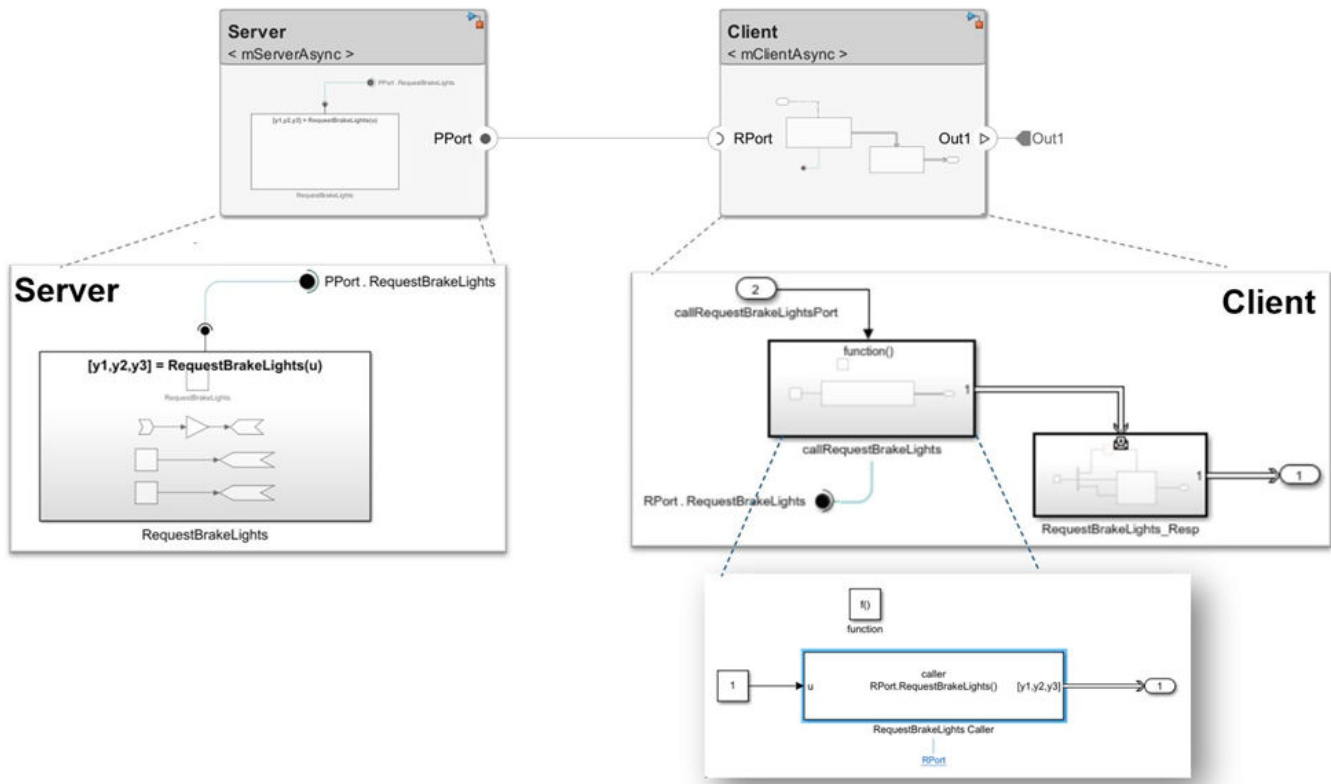 Server
< mServerAsync >
PPort . RequestBrakeLights
[y1,y2,y3] = RequestBrakeLights(u)
RequestBrakeLights
PPort
Client
< mClientAsync >
RPort
Out1
Out1
Server
PPort . RequestBrakeLights
[y1,y2,y3] = RequestBrakeLights(u)
RequestBrakeLights
RequestBrakeLights
Client
2
callRequestBrakeLightsPort
function()
1
callRequestBrakeLights
RPort . RequestBrakeLights
1
1
RequestBrakeLights_Resp
f()
function
1
u
caller
RPort.RequestBrakeLights()
[y1,y2,y3]
1
RequestBrakeLights Caller
RPort